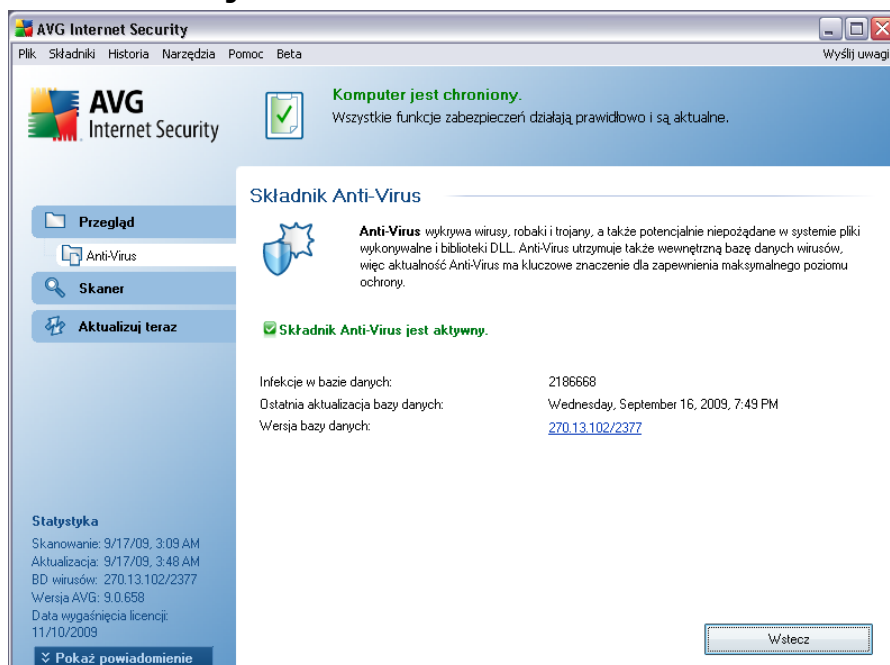 AVG Internet Security
Plik Składniki Historia Narzędzia Pomoc Beta Wyślij uwagi
AVG
Internet Security
Komputer jest chroniony.
Wszystkie funkcje zabezpieczeń działają prawidłowo i są aktualne.
Przegląd
Anti-Virus
Skaner
Aktualizuj teraz
Składnik Anti-Virus
Anti-Virus wykrywa wirusy, robaki i trojany, a także potencjalnie niepożądane w systemie pliki
wykonywalne i biblioteki DLL. Anti-Virus utrzymuje także wewnętrzną bazę danych wirusów,
więc aktualność Anti-Virus ma kluczowe znaczenie dla zapewnienia maksymalnego poziomu
ochrony.
Składnik Anti-Virus jest aktywny.
Infekcje w bazie danych: 2186668
Ostatnia aktualizacja bazy danych: Wednesday, September 16, 2009, 7:49 PM
Wersja bazy danych: 270.13.102/2377
Statystyka
Skanowanie: 9/17/09, 3:09 AM
Aktualizacja: 9/17/09, 3:48 AM
BD wirusów: 270.13.102/2377
Wersja AVG: 9.0.658
Data wygaśnięcia licencji:
11/10/2009
Pokaż powiadomienie
Wstecz